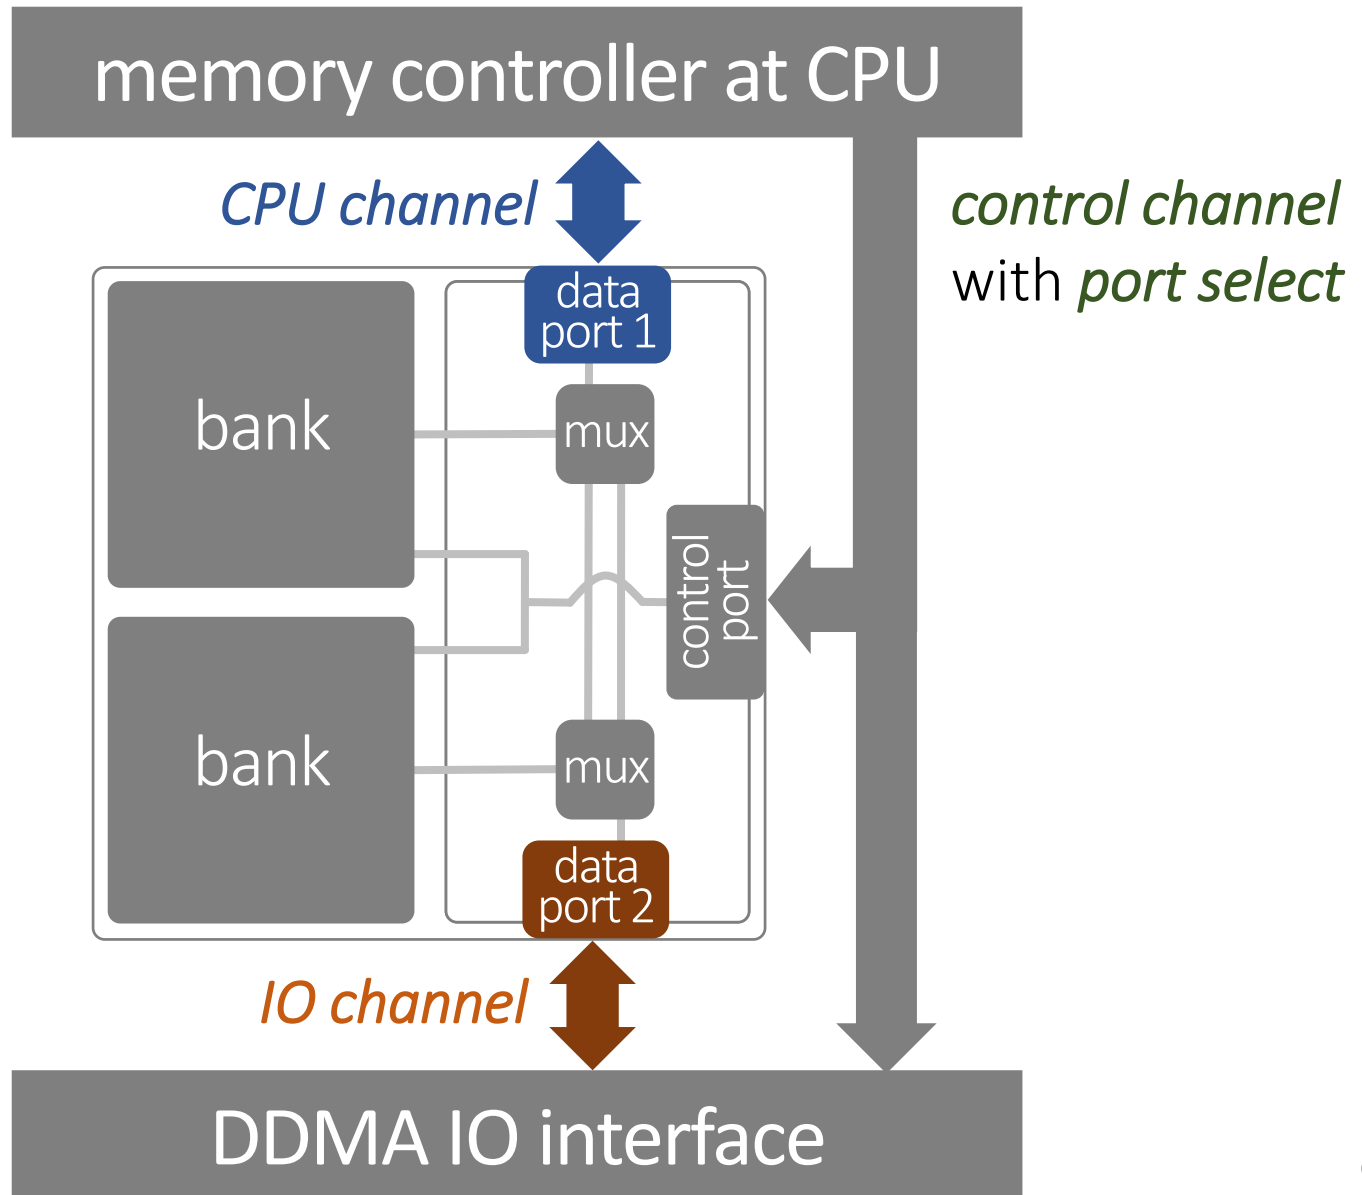 memory controller at CPU
CPU channel
control channel
with port select
data
port 1
bank
mux
control
port
bank
mux
data
port 2
IO channel
DDMA IO interface